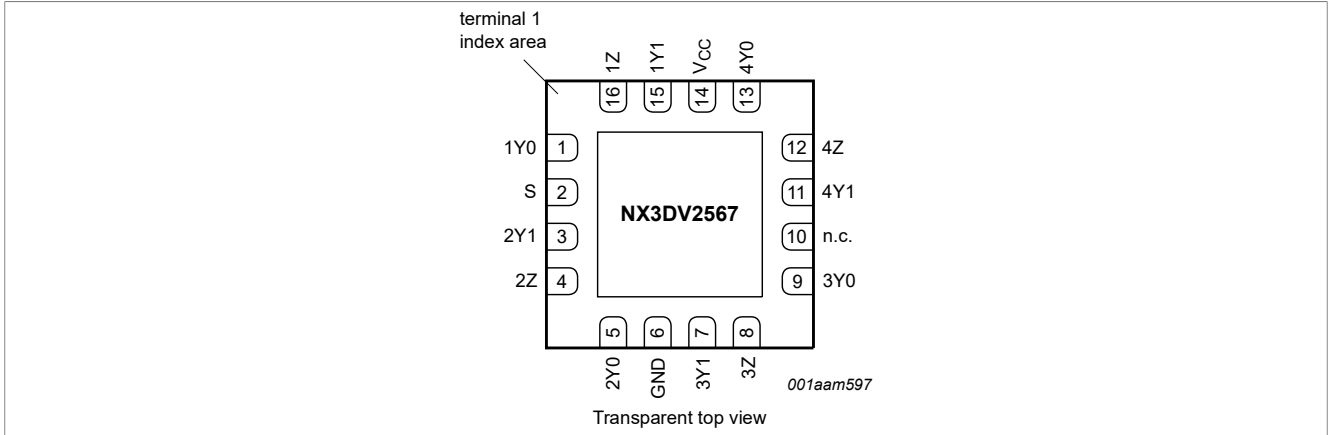 terminal 1
index area
1Z
1Y1
VCC
4Y0
16
15
14
13
1Y0 1
12 4Z
S 2
11 4Y1
NX3DV2567
2Y1 3
10 n.c.
2Z 4
9 3Y0
5
6
7
8
2Y0
GND
3Y1
3Z
001aam597
Transparent top view